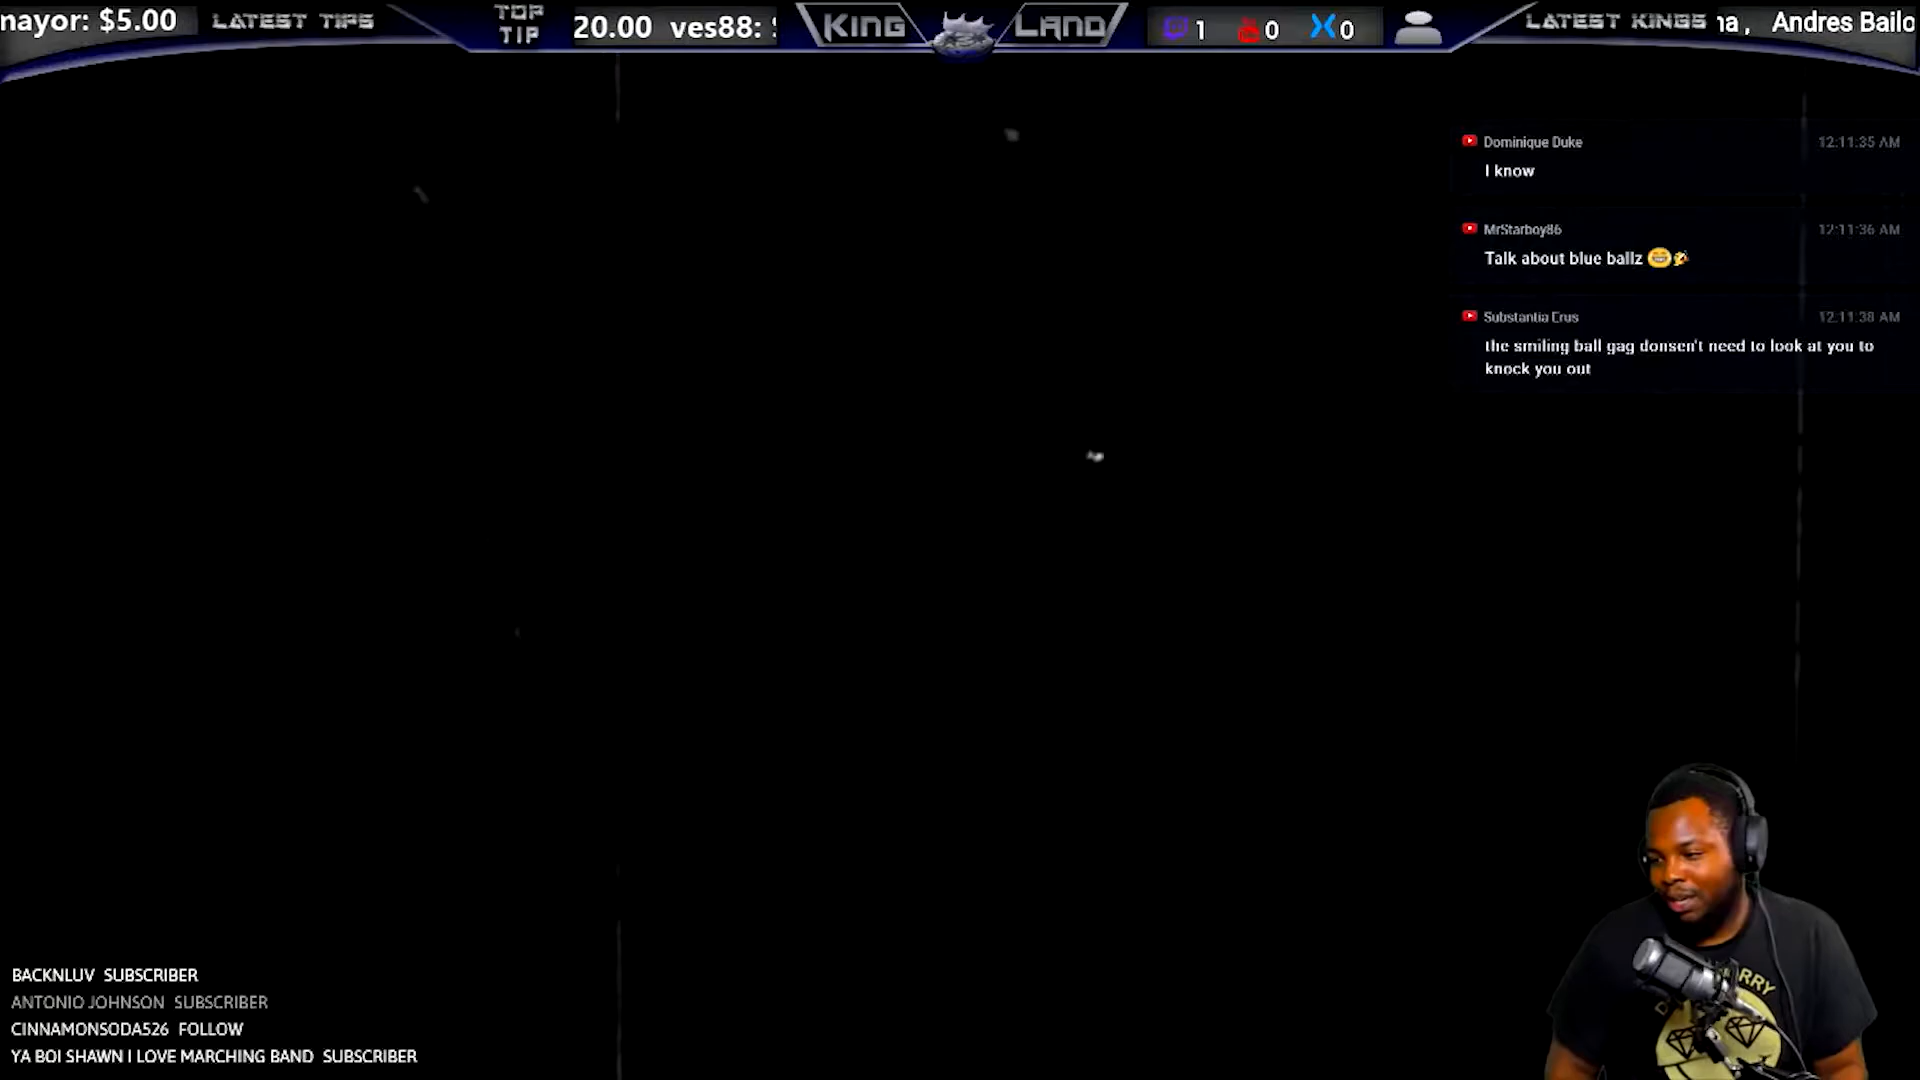 nayor: $5.00
LATEST TIPS
TOP
TIP
20.00 ves88:
KING
LAND
1
0
0
LATEST KINGS
na , Andres Bailo
Dominique Duke
12:11:35 AM
I know
MrStarboy86
12:11:36 AM
Talk about blue ballz 😁🤣
Substantia Erus
12:11:38 AM
the smiling ball gag donsen't need to look at you to
knock you out
BACKNLUV SUBSCRIBER
ANTONIO JOHNSON SUBSCRIBER
CINNAMONSODA526 FOLLOW
YA BOI SHAWN I LOVE MARCHING BAND SUBSCRIBER